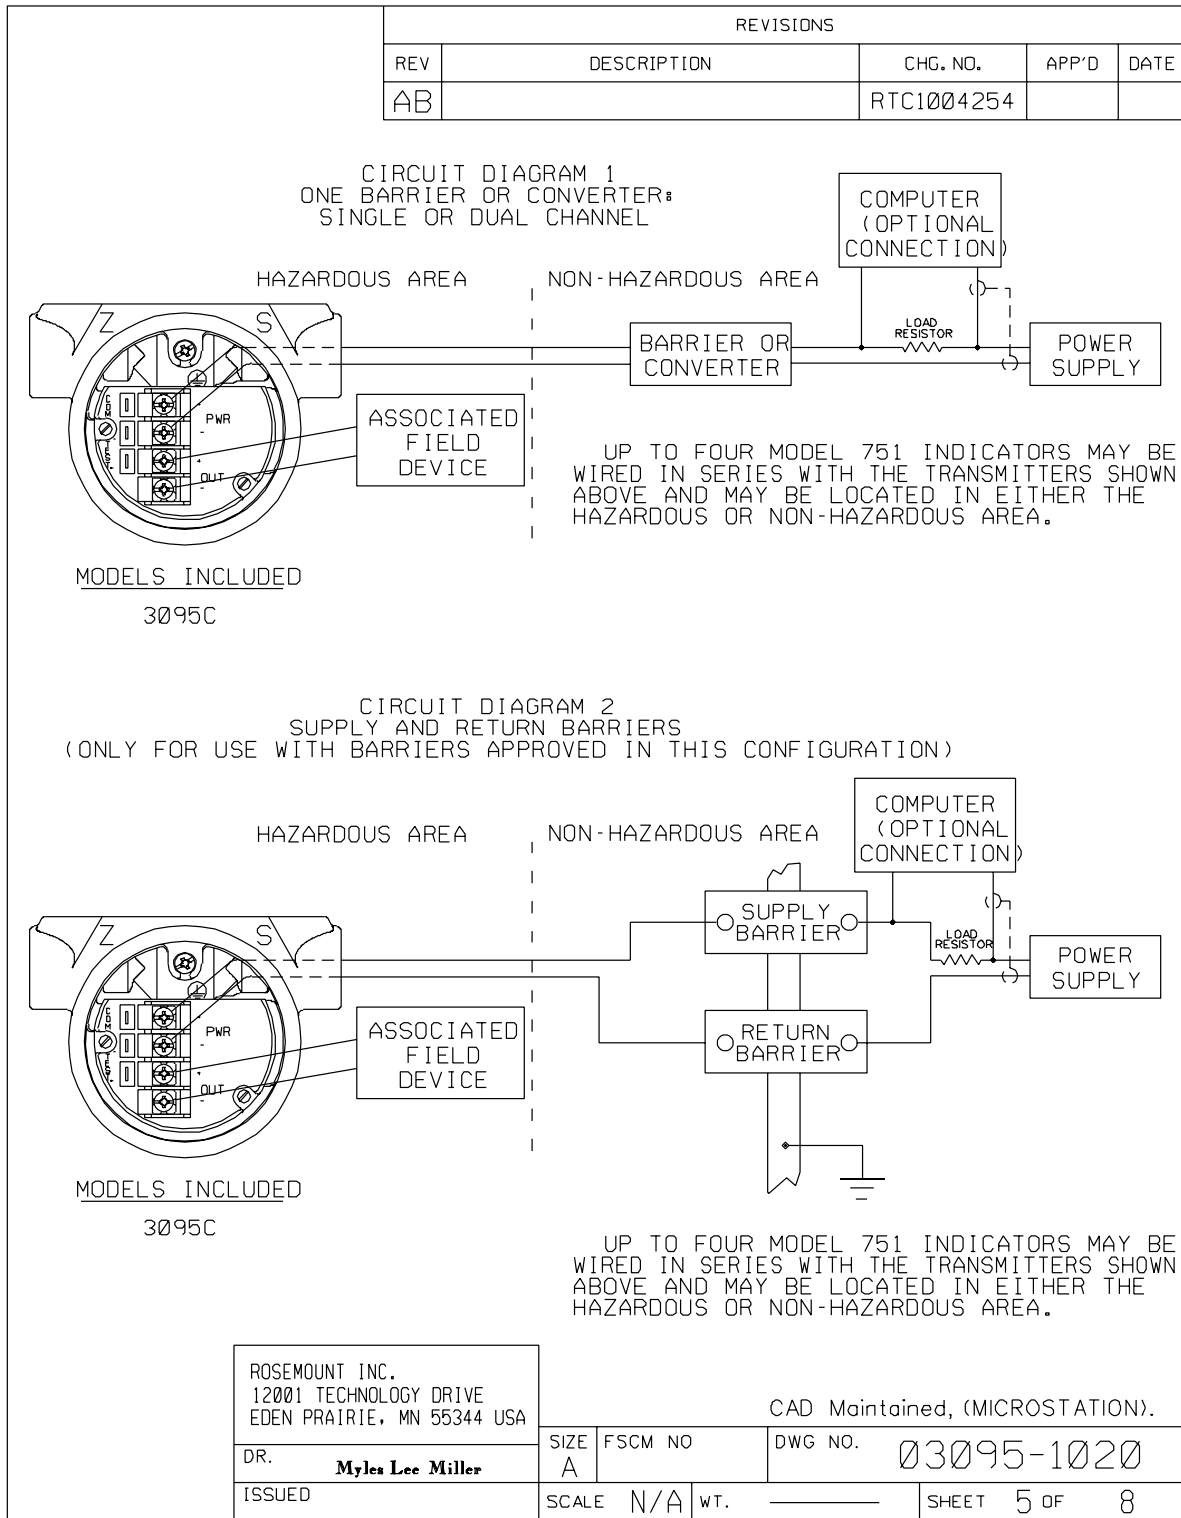 REVISIONS
REV DESCRIPTION CHG. NO. APP'D DATE
AB RTC1004254
CIRCUIT DIAGRAM 1
ONE BARRIER OR CONVERTER:
SINGLE OR DUAL CHANNEL
COMPUTER
(OPTIONAL
CONNECTION)
HAZARDOUS AREA
NON-HAZARDOUS AREA
Z S
LOAD
RESISTOR
BARRIER OR
CONVERTER
POWER
SUPPLY
COM
TEST
PWR
-
+
OUT
-
ASSOCIATED
FIELD
DEVICE
UP TO FOUR MODEL 751 INDICATORS MAY BE
WIRED IN SERIES WITH THE TRANSMITTERS SHOWN
ABOVE AND MAY BE LOCATED IN EITHER THE
HAZARDOUS OR NON-HAZARDOUS AREA.
MODELS INCLUDED
3095C
CIRCUIT DIAGRAM 2
SUPPLY AND RETURN BARRIERS
(ONLY FOR USE WITH BARRIERS APPROVED IN THIS CONFIGURATION)
COMPUTER
(OPTIONAL
CONNECTION)
HAZARDOUS AREA
NON-HAZARDOUS AREA
Z S
SUPPLY
BARRIER
LOAD
RESISTOR
POWER
SUPPLY
COM
TEST
PWR
-
+
OUT
-
ASSOCIATED
FIELD
DEVICE
RETURN
BARRIER
MODELS INCLUDED
3095C
UP TO FOUR MODEL 751 INDICATORS MAY BE
WIRED IN SERIES WITH THE TRANSMITTERS SHOWN
ABOVE AND MAY BE LOCATED IN EITHER THE
HAZARDOUS OR NON-HAZARDOUS AREA.
ROSEMOUNT INC.
12001 TECHNOLOGY DRIVE
EDEN PRAIRIE, MN 55344 USA
CAD Maintained, (MICROSTATION).
DR. Myles Lee Miller
SIZE A FSCM NO DWG NO. 03095-1020
ISSUED
SCALE N/A WT. SHEET 5 OF 8